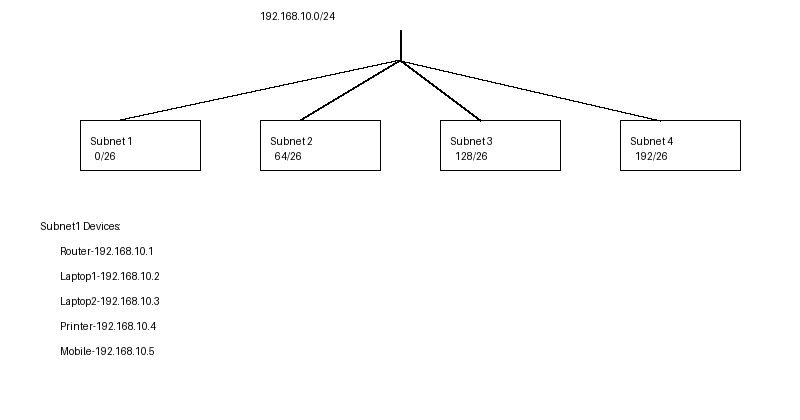 192.168.10.0/24
Subnet 1
0/26
Subnet 2
64/26
Subnet 3
128/26
Subnet 4
192/26
Subnet1 Devices:
Router-192.168.10.1
Laptop1-192.168.10.2
Laptop2-192.168.10.3
Printer-192.168.10.4
Mobile-192.168.10.5